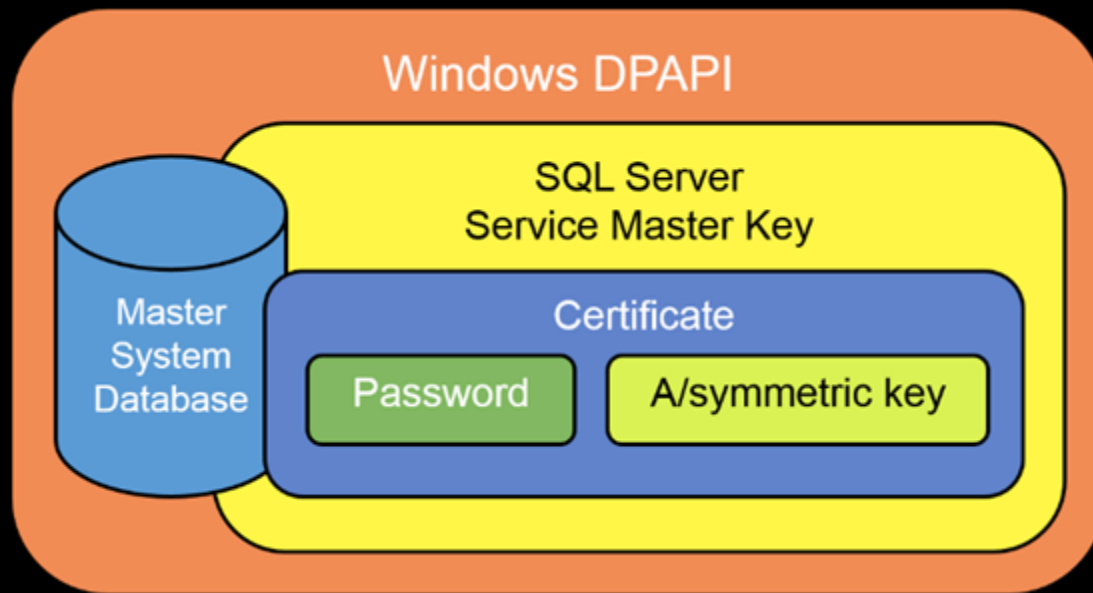 Windows DPAPI
SQL Server
Service Master Key
Master
System
Database
Certificate
Password
A/symmetric key